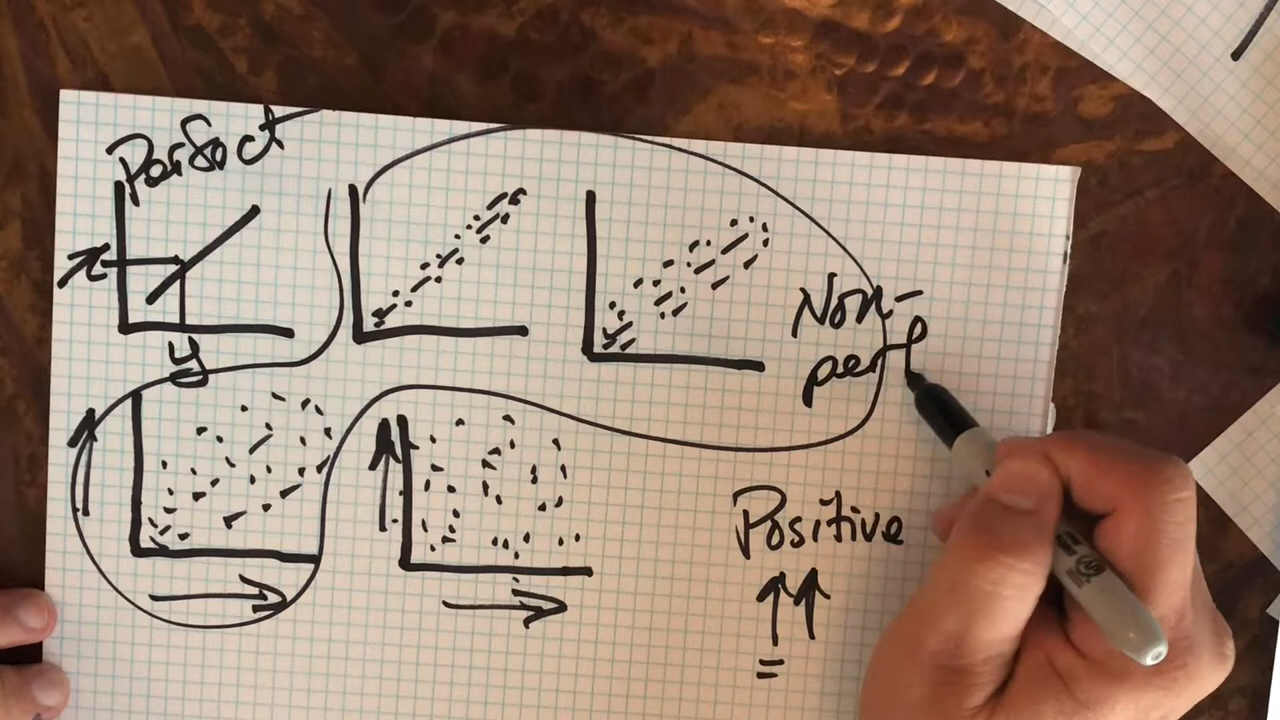 Perfect
x
y
Non-
perf
Positive